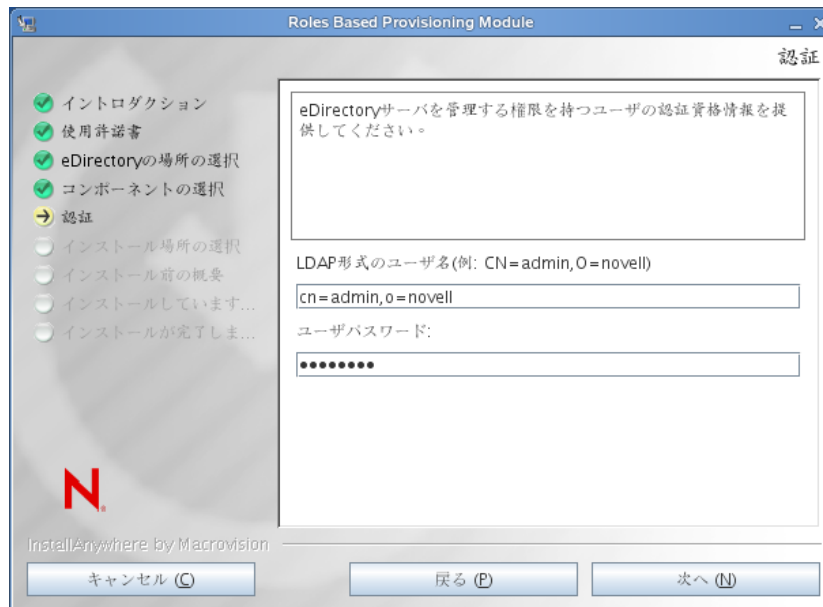 Roles Based Provisioning Module
認証
イントロダクション
使用許諾書
eDirectoryの場所の選択
コンポーネントの選択
認証
インストール場所の選択
インストール前の概要
インストールしています...
インストールが完了しま...
eDirectoryサーバを管理する権限を持つユーザの認証資格情報を提
供してください。
LDAP形式のユーザ名(例: CN=admin,O=novell)
cn=admin,o=novell
ユーザパスワード:
●●●●●●●●
N
InstallAnywhere by Macrovision
キャンセル (C)
戻る (P)
次へ (N)